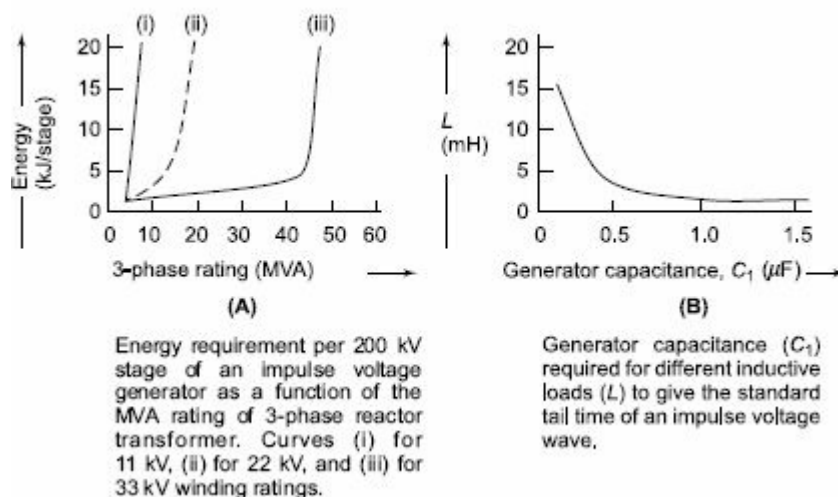 (i) (ii) (iii)
20
15
10
5
0
Energy
(kJ/stage)
0 10 20 30 40 50 60
3-phase rating (MVA)
(A)
Energy requirement per 200 kV
stage of an impulse voltage
generator as a function of the
MVA rating of 3-phase reactor
transformer. Curves (i) for
11 kV, (ii) for 22 kV, and (iii) for
33 kV winding ratings.
20
15
10
5
0
L
(mH)
0 0.5 1.0 1.5
Generator capacitance, C₁ (μF)
(B)
Generator capacitance (C₁)
required for different inductive
loads (L) to give the standard
tail time of an impulse voltage
wave.